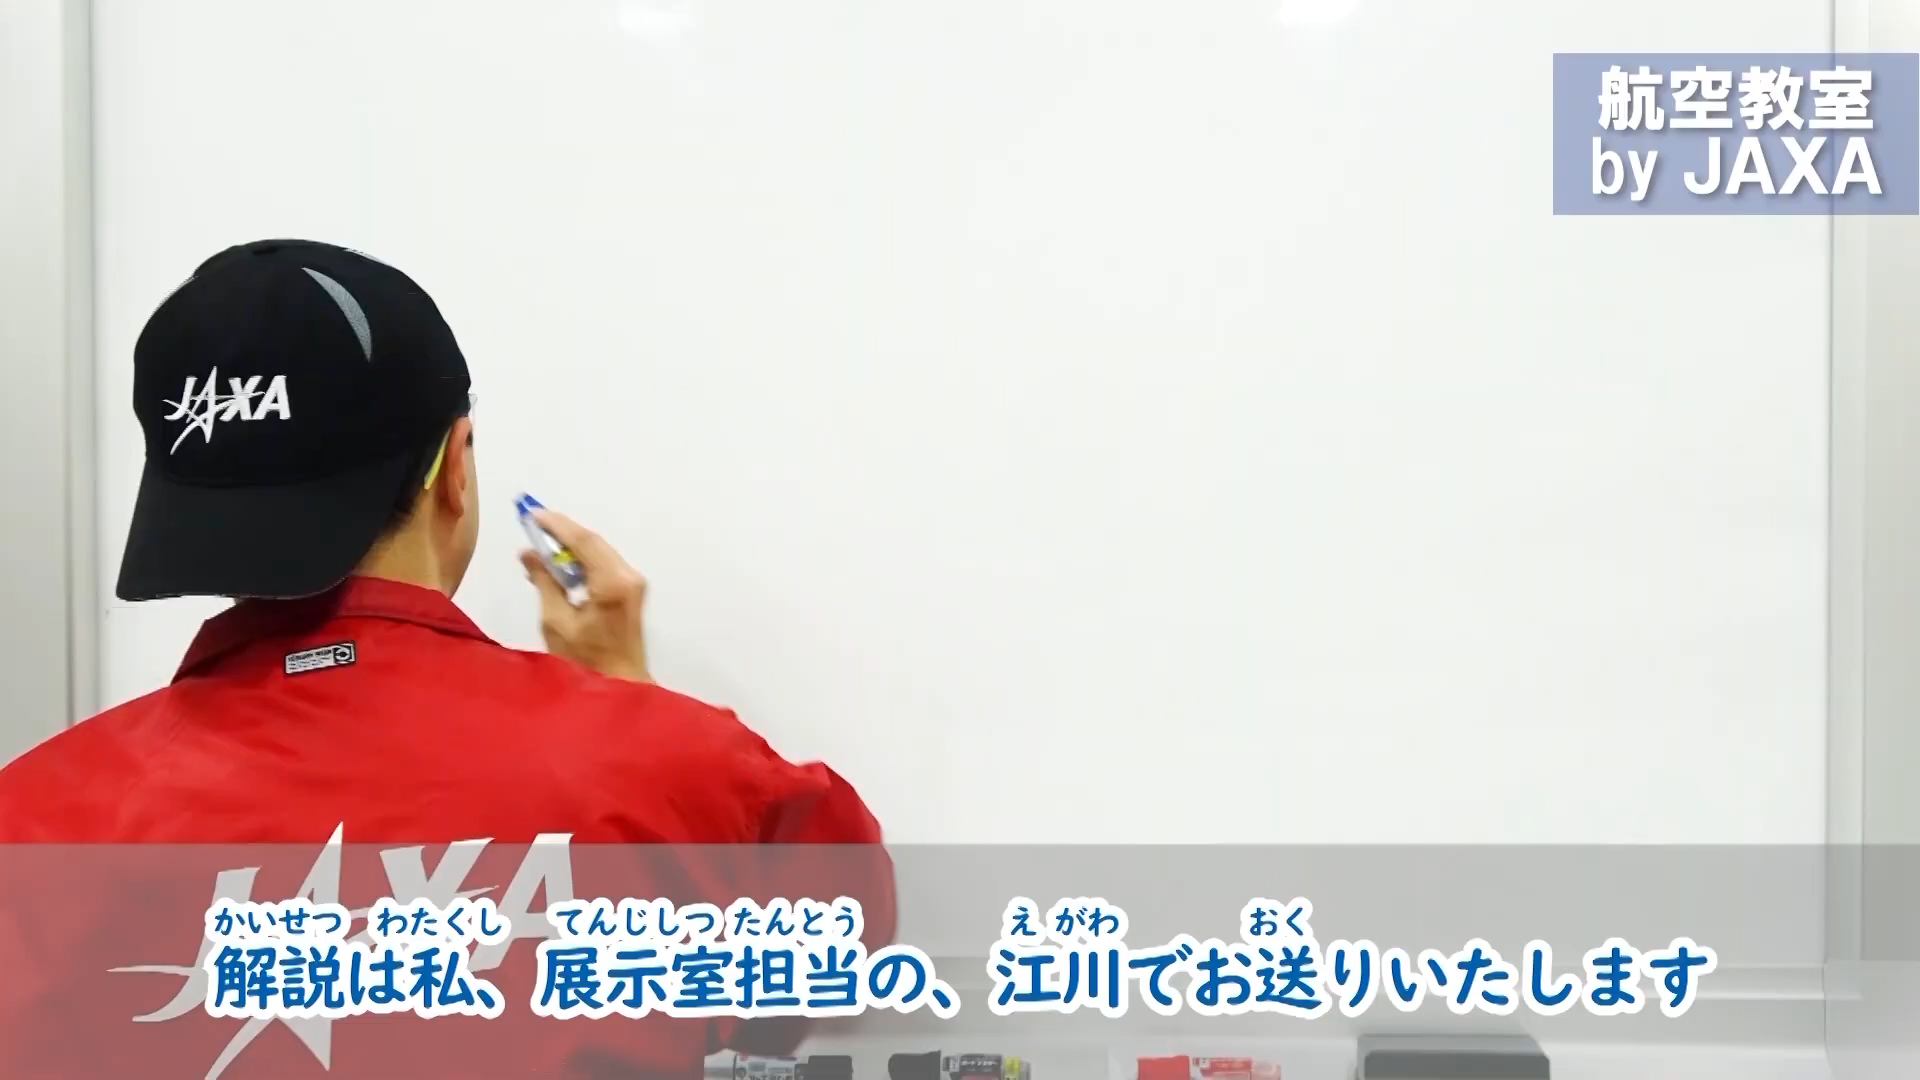 航空教室
by JAXA
JAXA
JAXA
かいせつ わたくし てんじしつ たんとう え がわ おく
解説は私、展示室担当の、江川でお送りいたします